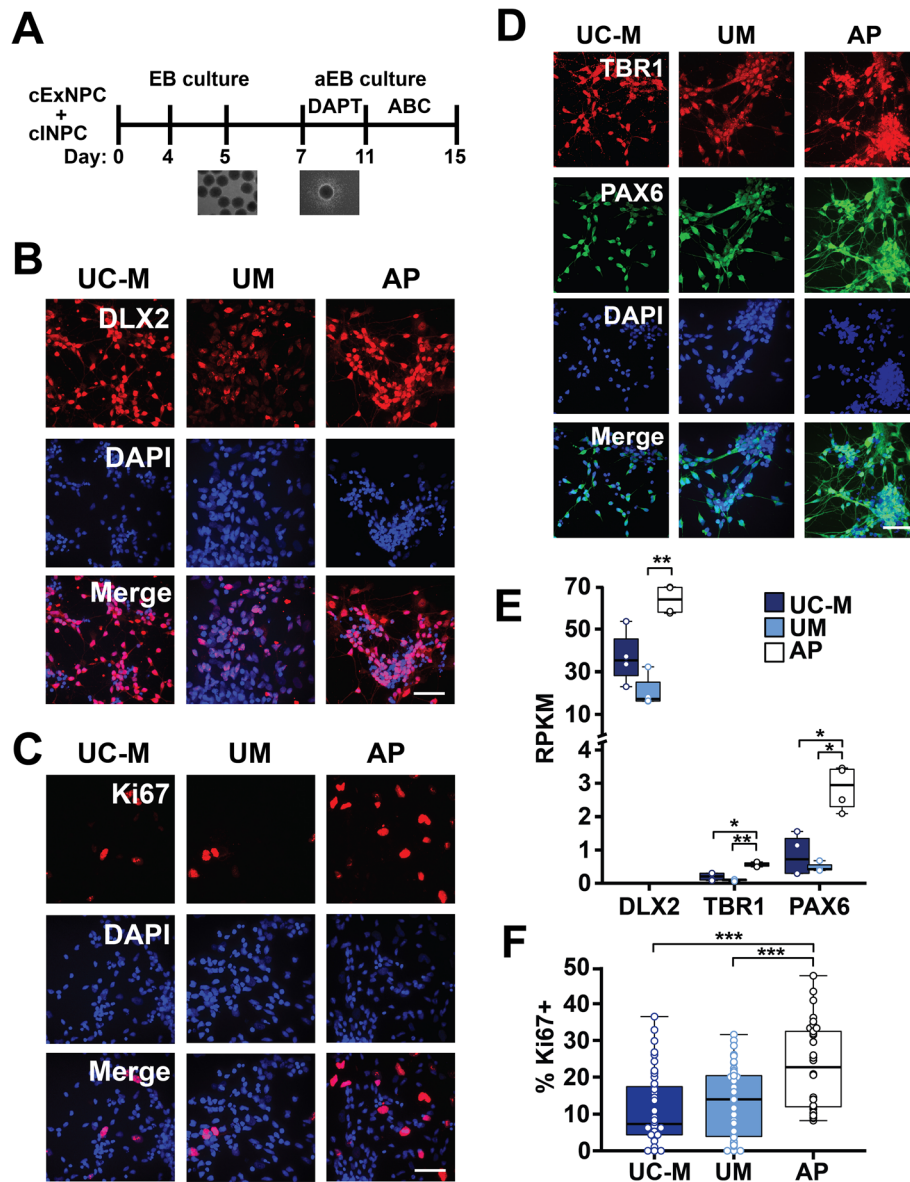 A
EB culture aEB culture
cExNPC
+
cINPC
DAPT ABC
Day: 0 4 5 7 11 15
B
UC-M UM AP
DLX2
DAPI
Merge
C
UC-M UM AP
Ki67
DAPI
Merge
D
UC-M UM AP
TBR1
PAX6
DAPI
Merge
E
**
70
50
30
10
4
3
2
1
0
RPKM
UC-M
UM
AP
*
**
*
*
DLX2 TBR1 PAX6
F
***
***
50
40
30
20
10
0
% Ki67+
UC-M UM AP